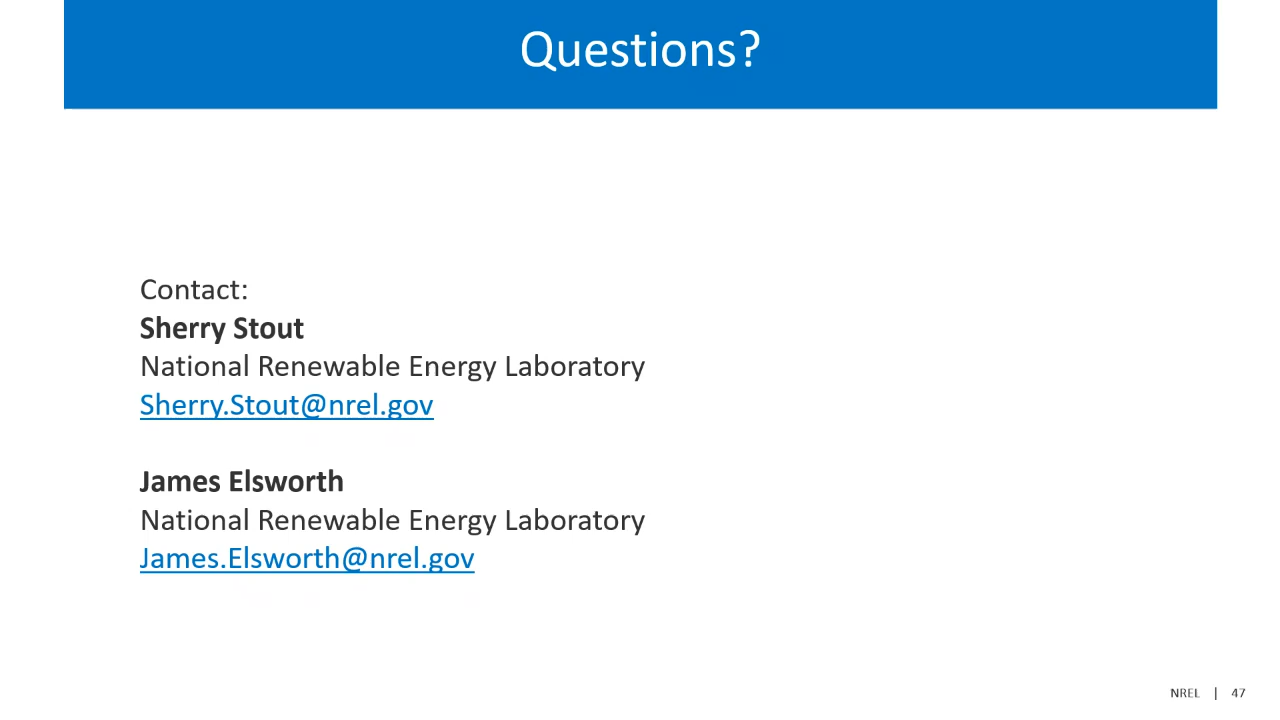 Questions?
Contact:
Sherry Stout
National Renewable Energy Laboratory
Sherry.Stout@nrel.gov
James Elsworth
National Renewable Energy Laboratory
James.Elsworth@nrel.gov
NREL | 47